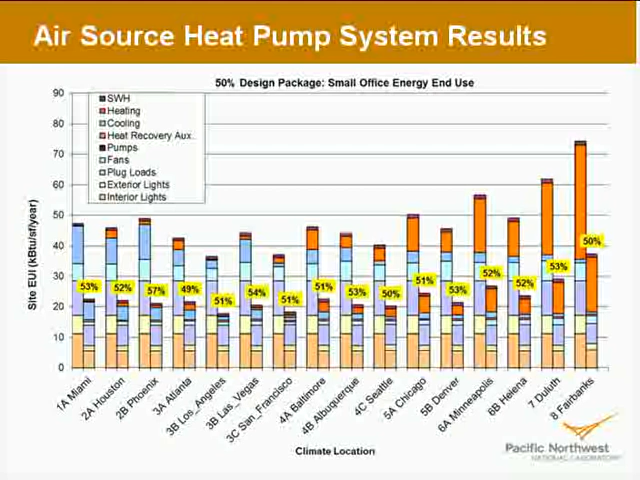 Air Source Heat Pump System Results
50% Design Package: Small Office Energy End Use
Site EUI (kBtu/sf/year)
90
80
70
60
50
40
30
20
10
0
SWH
Heating
Cooling
Heat Recovery Aux.
Pumps
Fans
Plug Loads
Exterior Lights
Interior Lights
53%
52%
57%
49%
51%
54%
51%
51%
53%
50%
51%
53%
52%
52%
53%
50%
1A Miami
2A Houston
2B Phoenix
3A Atlanta
3B Los_Angeles
3B Las_Vegas
3C San_Francisco
4A Baltimore
4B Albuquerque
4C Seattle
5A Chicago
5B Denver
6A Minneapolis
6B Helena
7 Duluth
8 Fairbanks
Climate Location
Pacific Northwest
NATIONAL LABORATORY